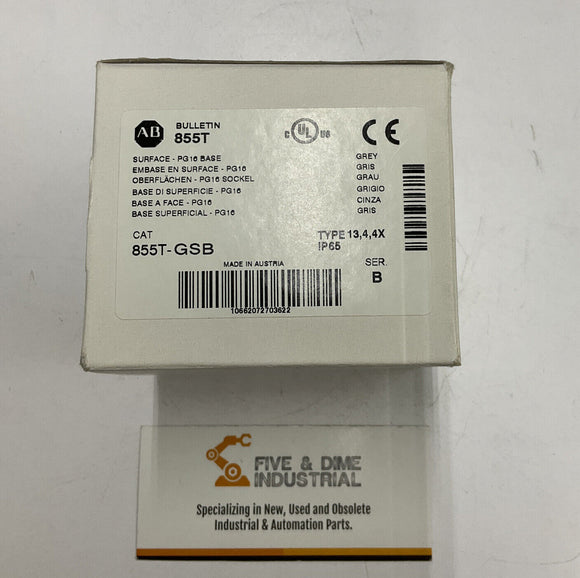 AB
BULLETIN
855T
C UL US
CE
SURFACE - PG16 BASE
EMBASE EN SURFACE - PG16
OBERFLÄCHEN - PG16 SOCKEL
BASE DI SUPERFICIE - PG16
BASE A FACE - PG16
BASE SUPERFICIAL - PG16
GREY
GRIS
GRAU
GRIGIO
CINZA
GRIS
CAT
855T-GSB
TYPE 13,4,4X
IP65
MADE IN AUSTRIA
SER.
B
10662072703622
FIVE & DIME
INDUSTRIAL
Specializing in New, Used and Obsolete
Industrial & Automation Parts.